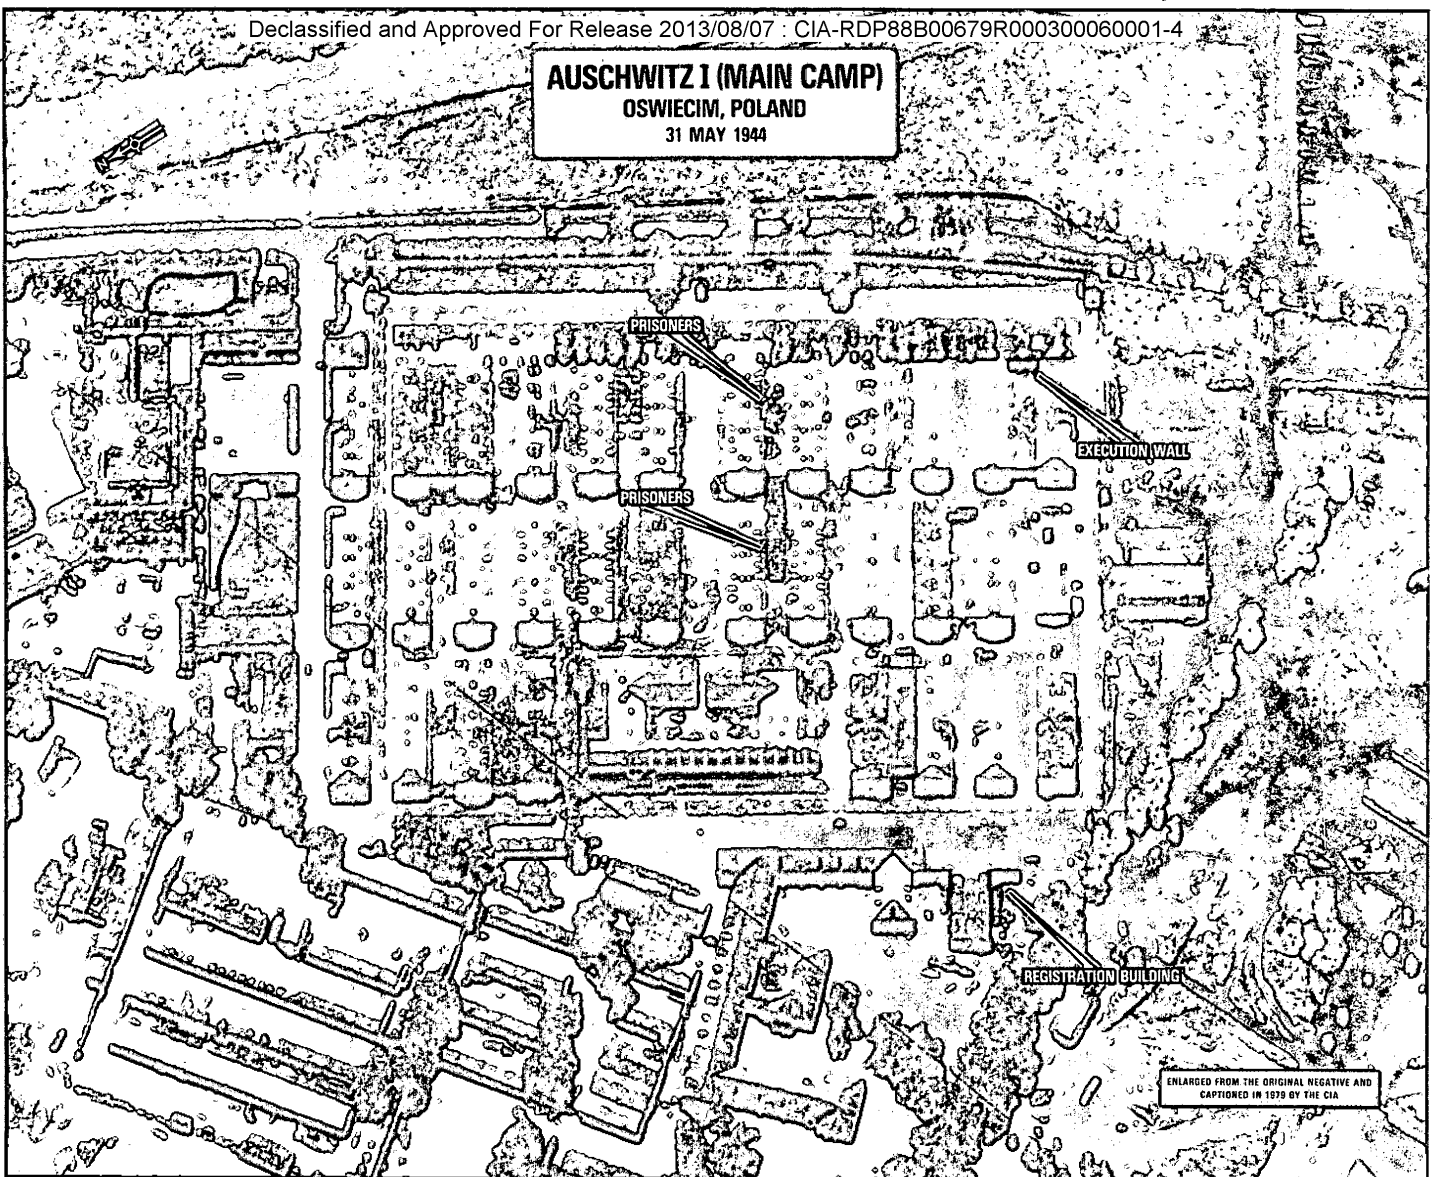 Declassified and Approved For Release 2013/08/07 : CIA-RDP88B00679R000300060001-4
AUSCHWITZ I (MAIN CAMP)
OSWIECIM, POLAND
31 MAY 1944
PRISONERS
EXECUTION WALL
PRISONERS
REGISTRATION BUILDING
ENLARGED FROM THE ORIGINAL NEGATIVE AND
CAPTIONED IN 1979 BY THE CIA